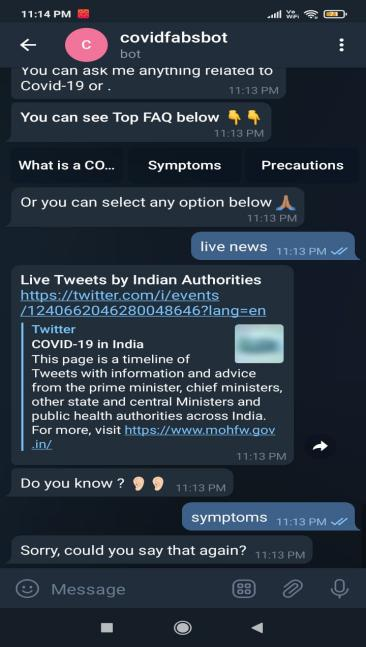 11:14 PM
Vo WiFi
covidfabsbot
C
bot
You can ask me anything related to
Covid-19 or .
11:13 PM
You can see Top FAQ below 👇👇
11:13 PM
What is a CO...
Symptoms
Precautions
Or you can select any option below 🙏🏽
11:13 PM
live news 11:13 PM
Live Tweets by Indian Authorities
https://twitter.com/i/events
/1240662046280048646?lang=en
Twitter
COVID-19 in India
This page is a timeline of
Tweets with information and advice
from the prime minister, chief ministers,
other state and central Ministers and
public health authorities across India.
For more, visit https://www.mohfw.gov
.in/
11:13 PM
Do you know ? 👂🏻👂🏻 11:13 PM
symptoms 11:13 PM
Sorry, could you say that again? 11:13 PM
Message